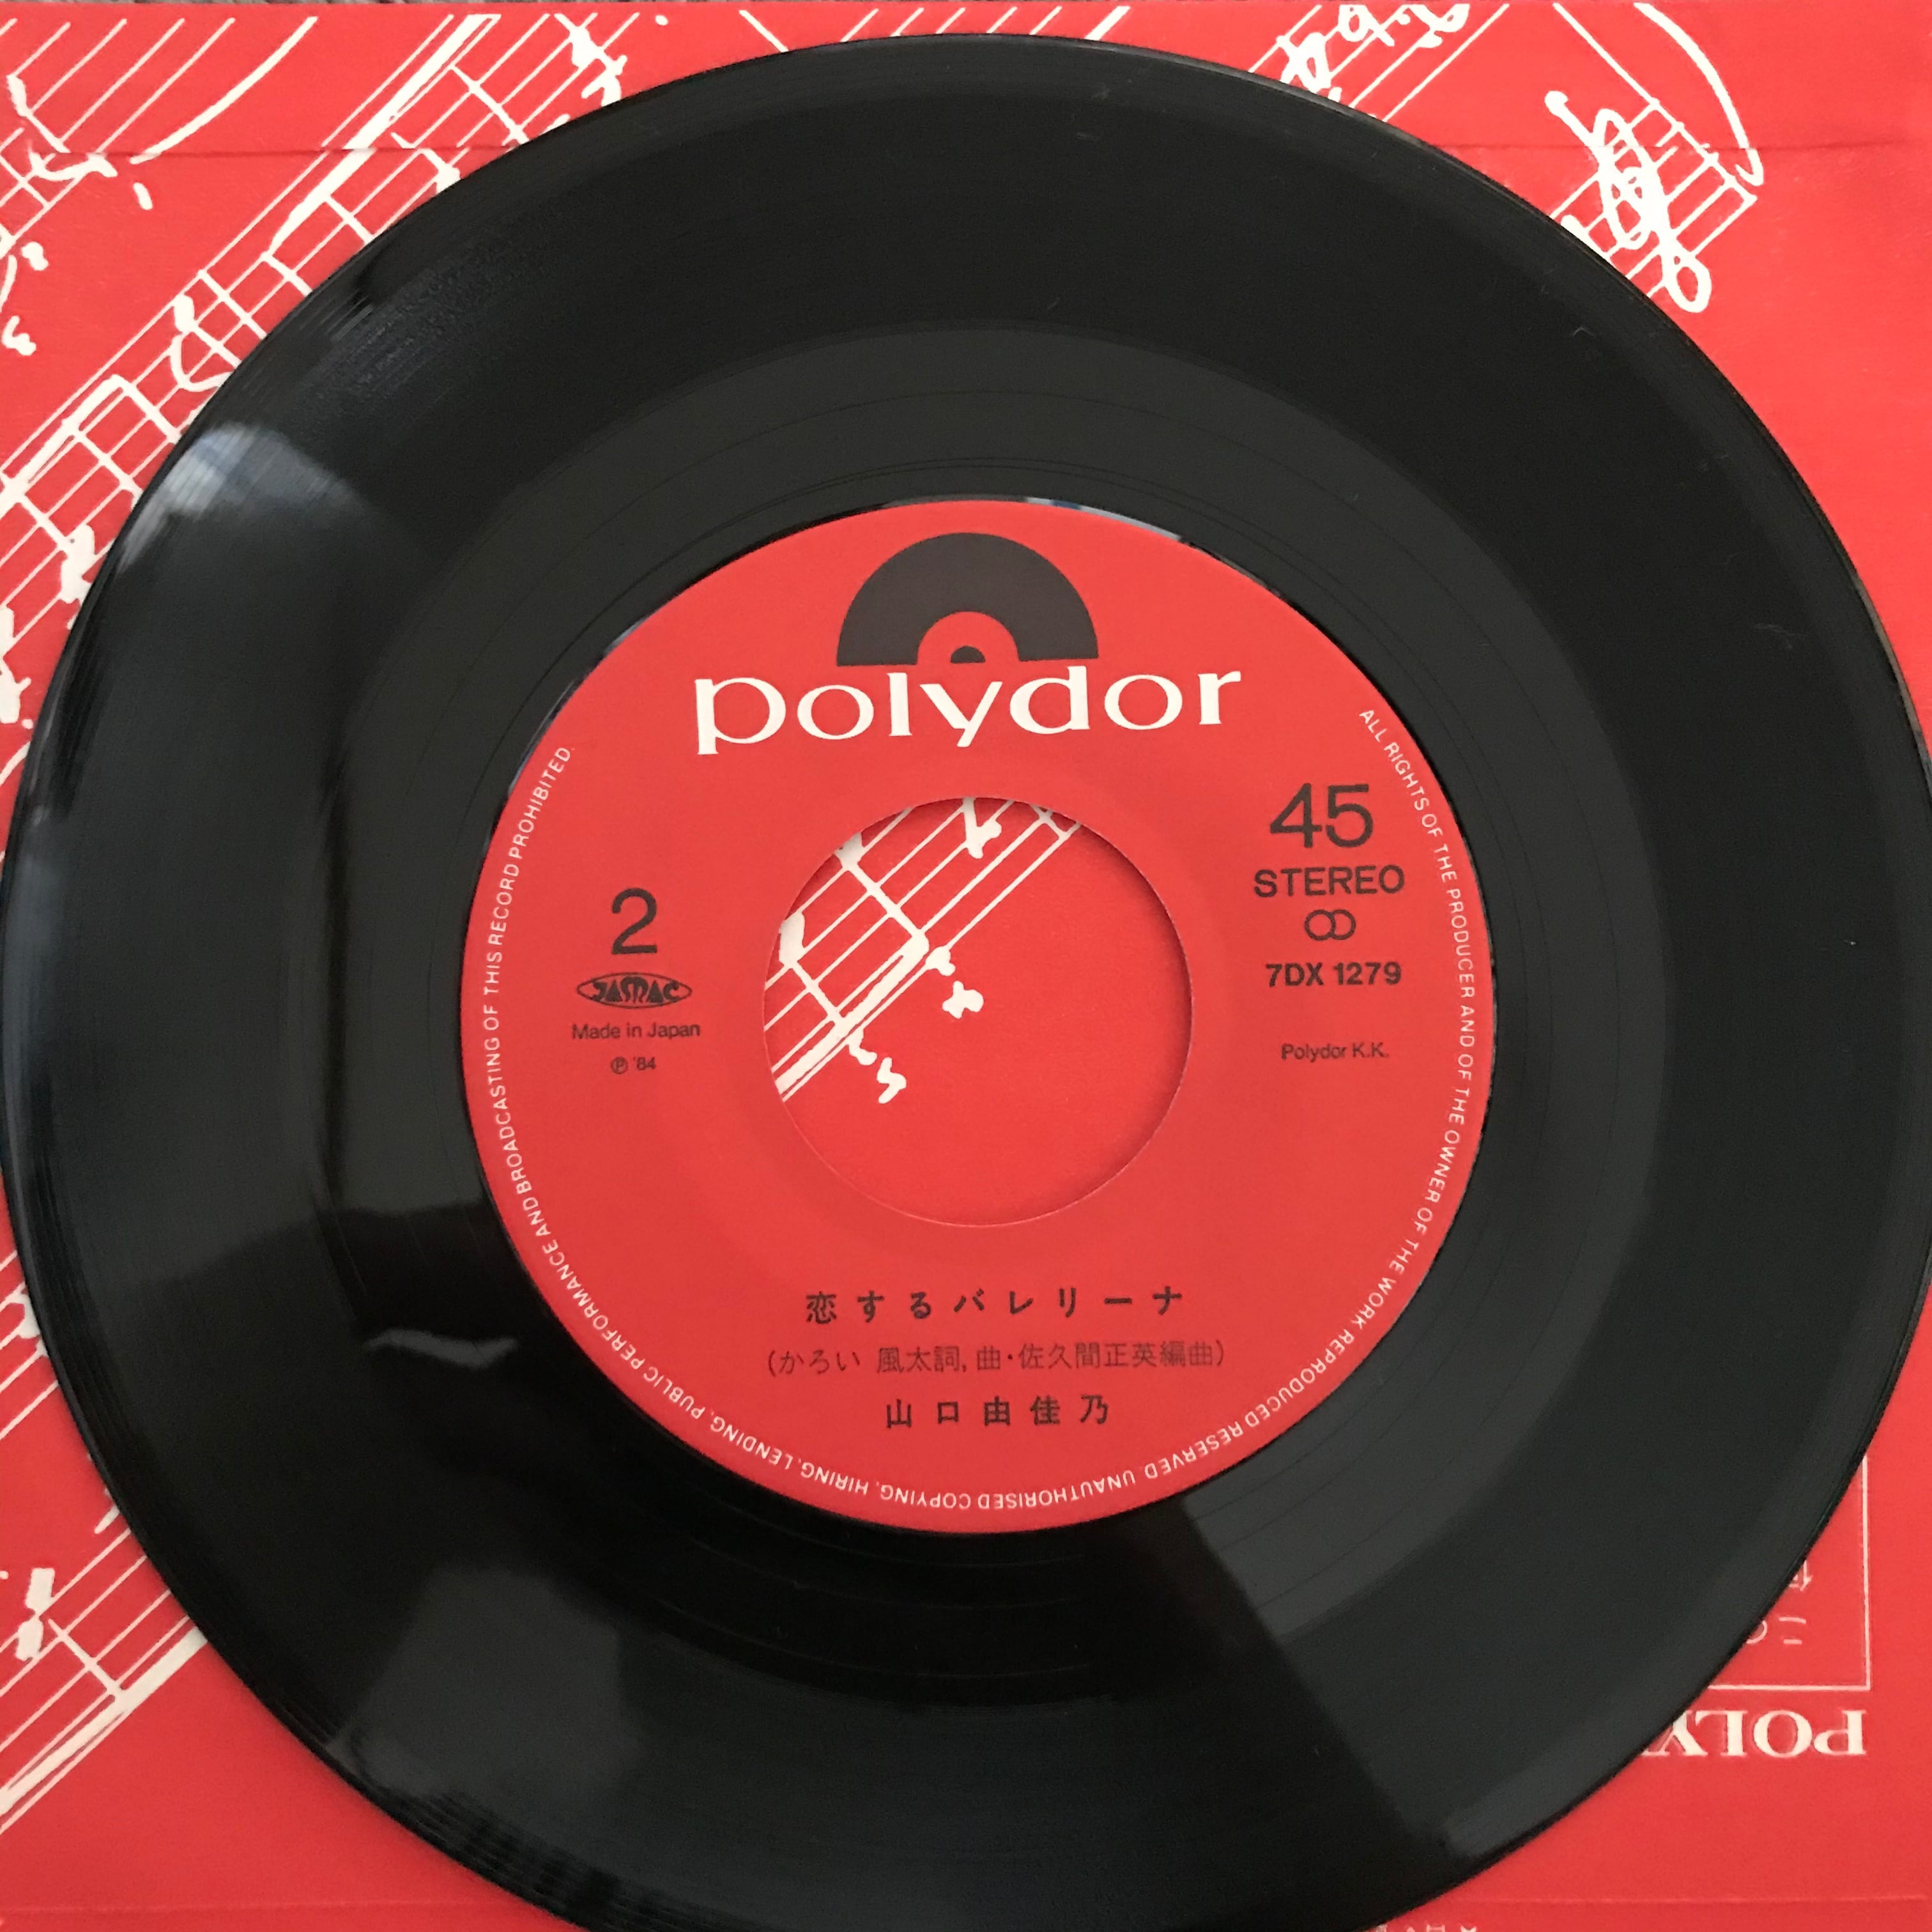 polydor
45
STEREO
7DX 1279
Polydor K.K.
2
JASRAC
Made in Japan
Ⓟ '84
恋するバレリーナ
(かろい 風太詞, 曲・佐久間正英編曲)
山口由佳乃
ALL RIGHTS OF THE PRODUCER AND OF THE OWNER OF THE WORK REPRODUCED RESERVED. UNAUTHORISED COPYING, HIRING, LENDING, PUBLIC PERFORMANCE AND BROADCASTING OF THIS RECORD PROHIBITED.
POLY